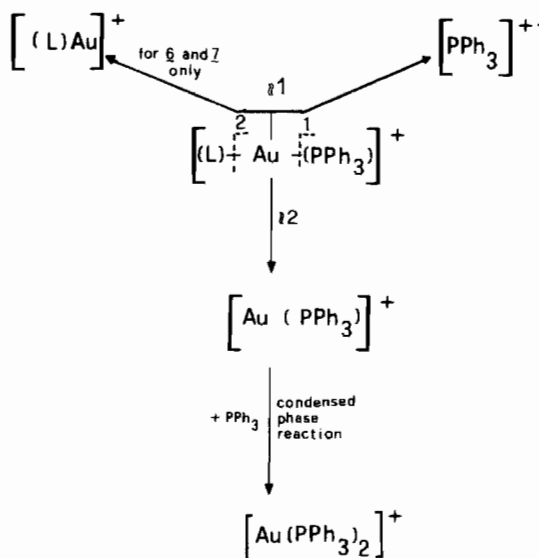 [(L)Au]+
for 6 and 7
only
[PPh3]+·
≀1
2 1
[(L) Au (PPh3)]+
≀2
[Au (PPh3)]+
+ PPh3
condensed
phase
reaction
[Au(PPh3)2]+